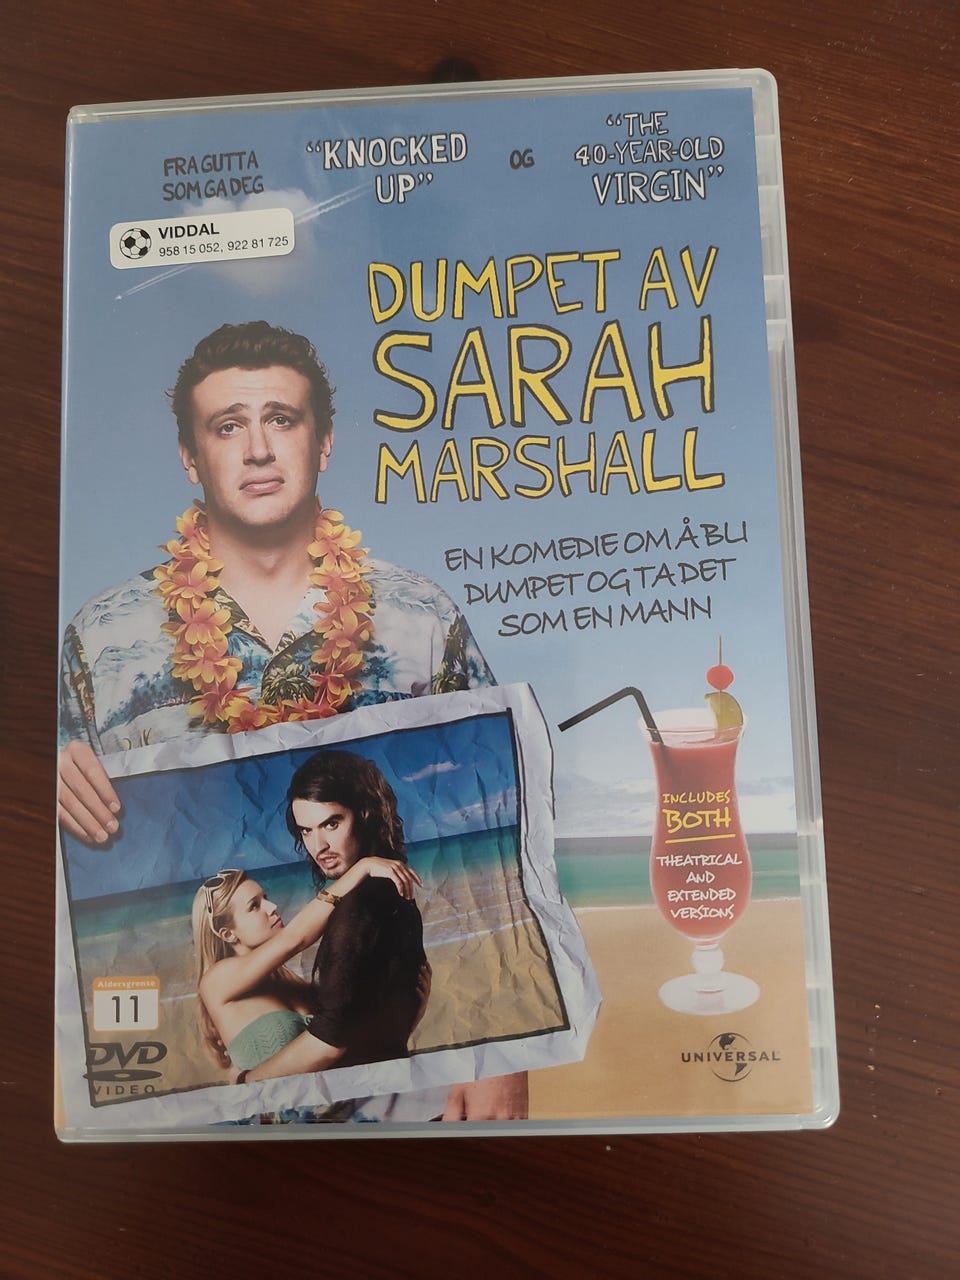 FRA GUTTA
SOM GA DEG
"KNOCKED
UP"
OG
"THE
40-YEAR-OLD
VIRGIN"
VIDDAL
958 15 052, 922 81 725
DUMPET AV
SARAH
MARSHALL
EN KOMEDIE OM Å BLI
DUMPET OG TA DET
SOM EN MANN
INCLUDES
BOTH
THEATRICAL
AND
EXTENDED
VERSIONS
Aldersgrense
11
DVD
VIDEO
UNIVERSAL